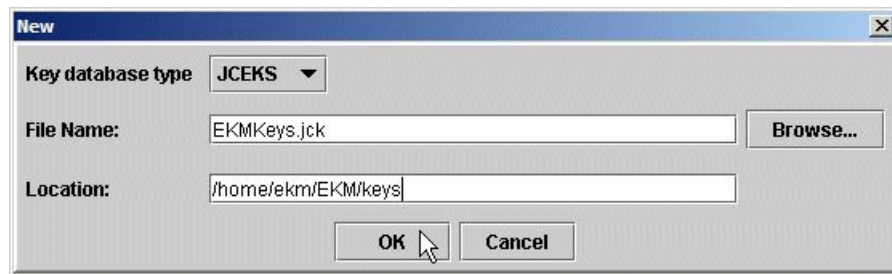 New
Key database type JCEKS
File Name: EKMKeys.jck Browse...
Location: /home/ekm/EKM/keys
OK Cancel